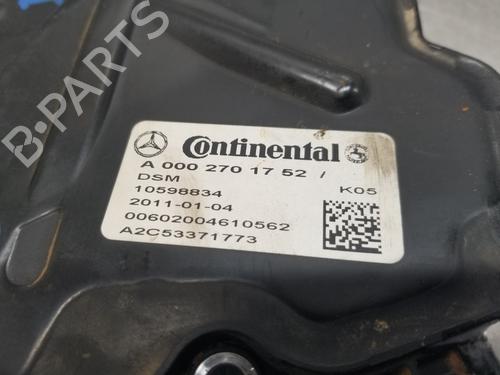 B-PARTS
Continental
A 000 270 17 52 /
DSM
10598834 K05
2011-01-04
00602004610562
A2C53371773